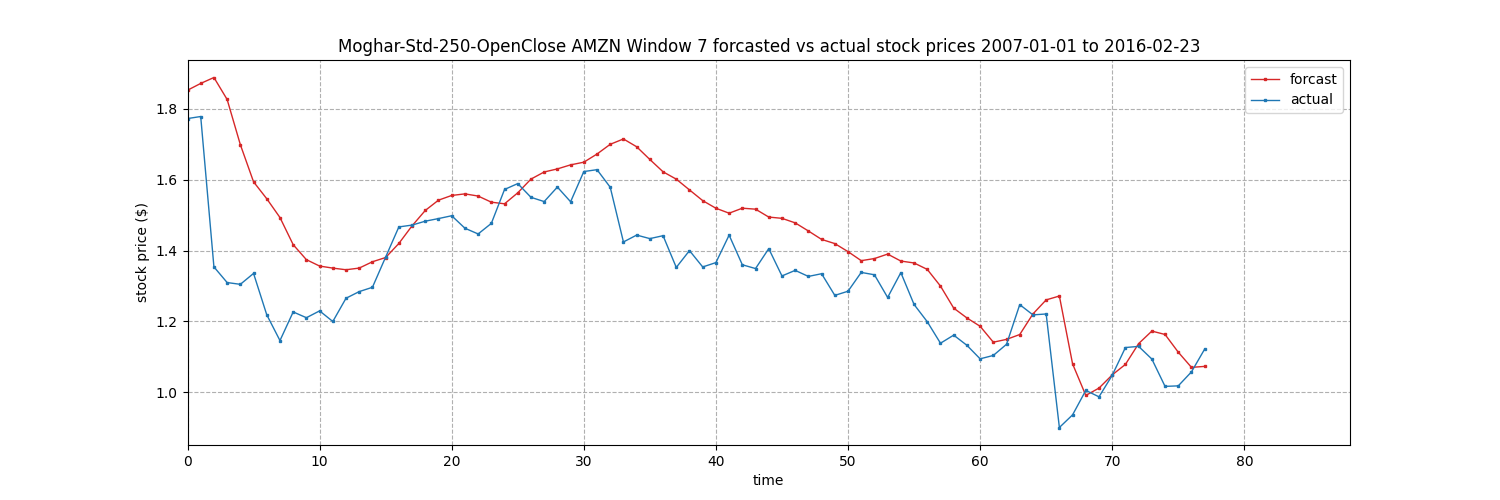 Moghar-Std-250-OpenClose AMZN Window 7 forcasted vs actual stock prices 2007-01-01 to 2016-02-23
forcast
actual
stock price ($)
1.8
1.6
1.4
1.2
1.0
0 10 20 30 40 50 60 70 80
time